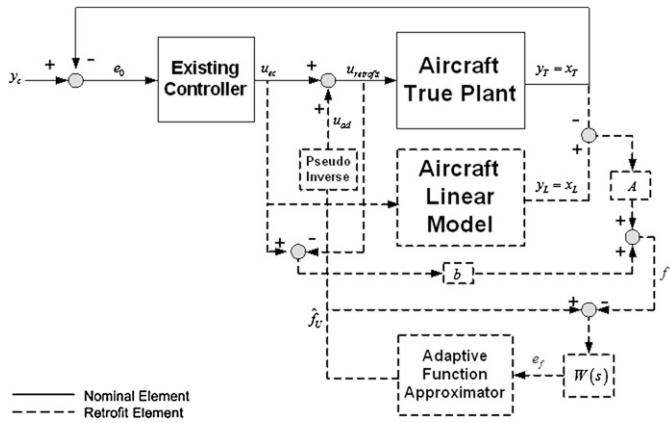 y_c
+
-
e_0
Existing
Controller
u_ec
+
+
u_ad
u_retrofit
Aircraft
True Plant
y_T = x_T
Pseudo
Inverse
Aircraft
Linear
Model
y_L = x_L
-
+
A
+
+
+
-
b
f
f̂_U
+
-
Adaptive
Function
Approximator
e_f
W(s)
Nominal Element
Retrofit Element